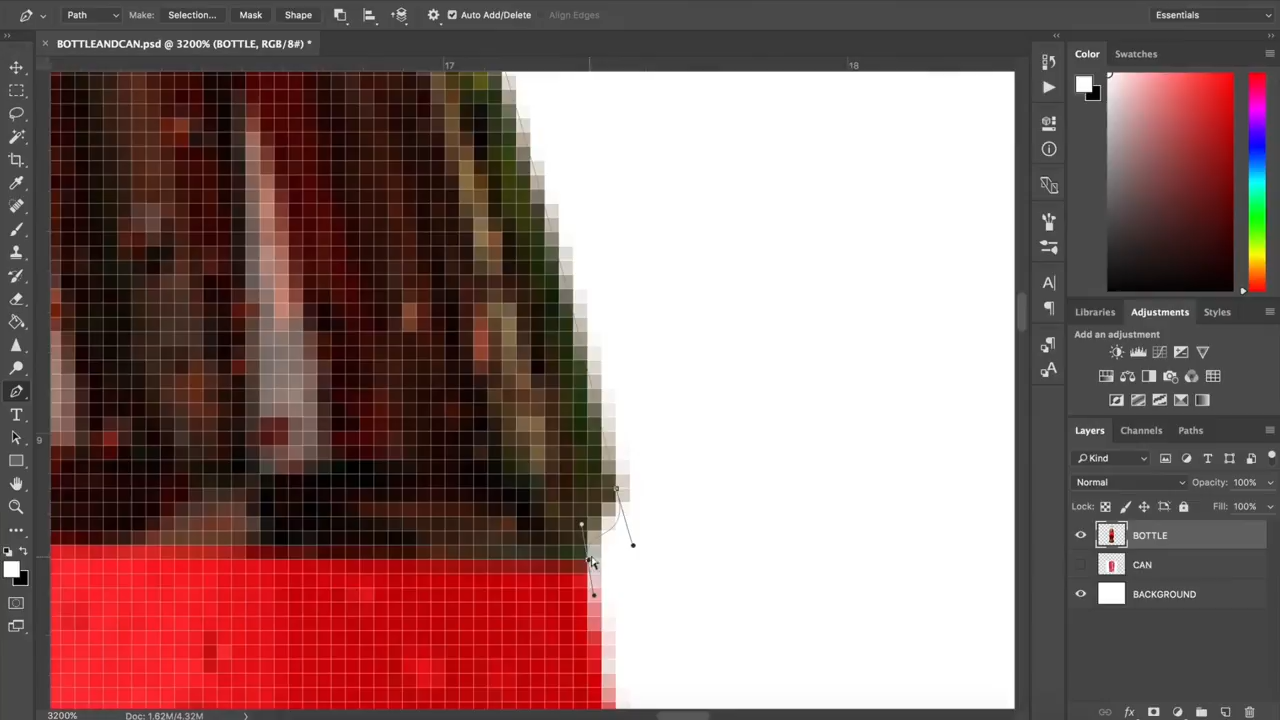 Path
Make:
Selection...
Mask
Shape
Auto Add/Delete
Align Edges
Essentials
BOTTLEANDCAN.psd @ 3200% (BOTTLE, RGB/8#) *
17
18
9
Color
Swatches
Libraries
Adjustments
Styles
Add an adjustment
Layers
Channels
Paths
Kind
Normal
Opacity: 100%
Lock:
Fill: 100%
BOTTLE
CAN
BACKGROUND
3200%
Doc: 1.62M/4.32M